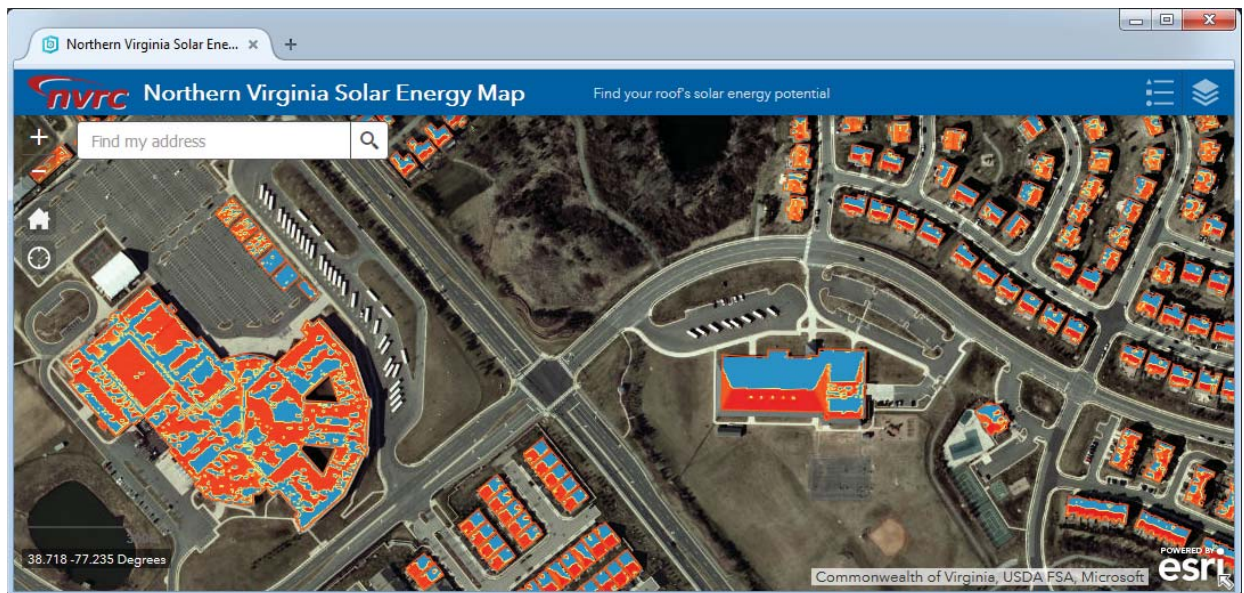 Northern Virginia Solar Ene...
nvrc
Northern Virginia Solar Energy Map
Find your roof's solar energy potential
Find my address
38.718 -77.235 Degrees
Commonwealth of Virginia, USDA FSA, Microsoft
POWERED BY
esri